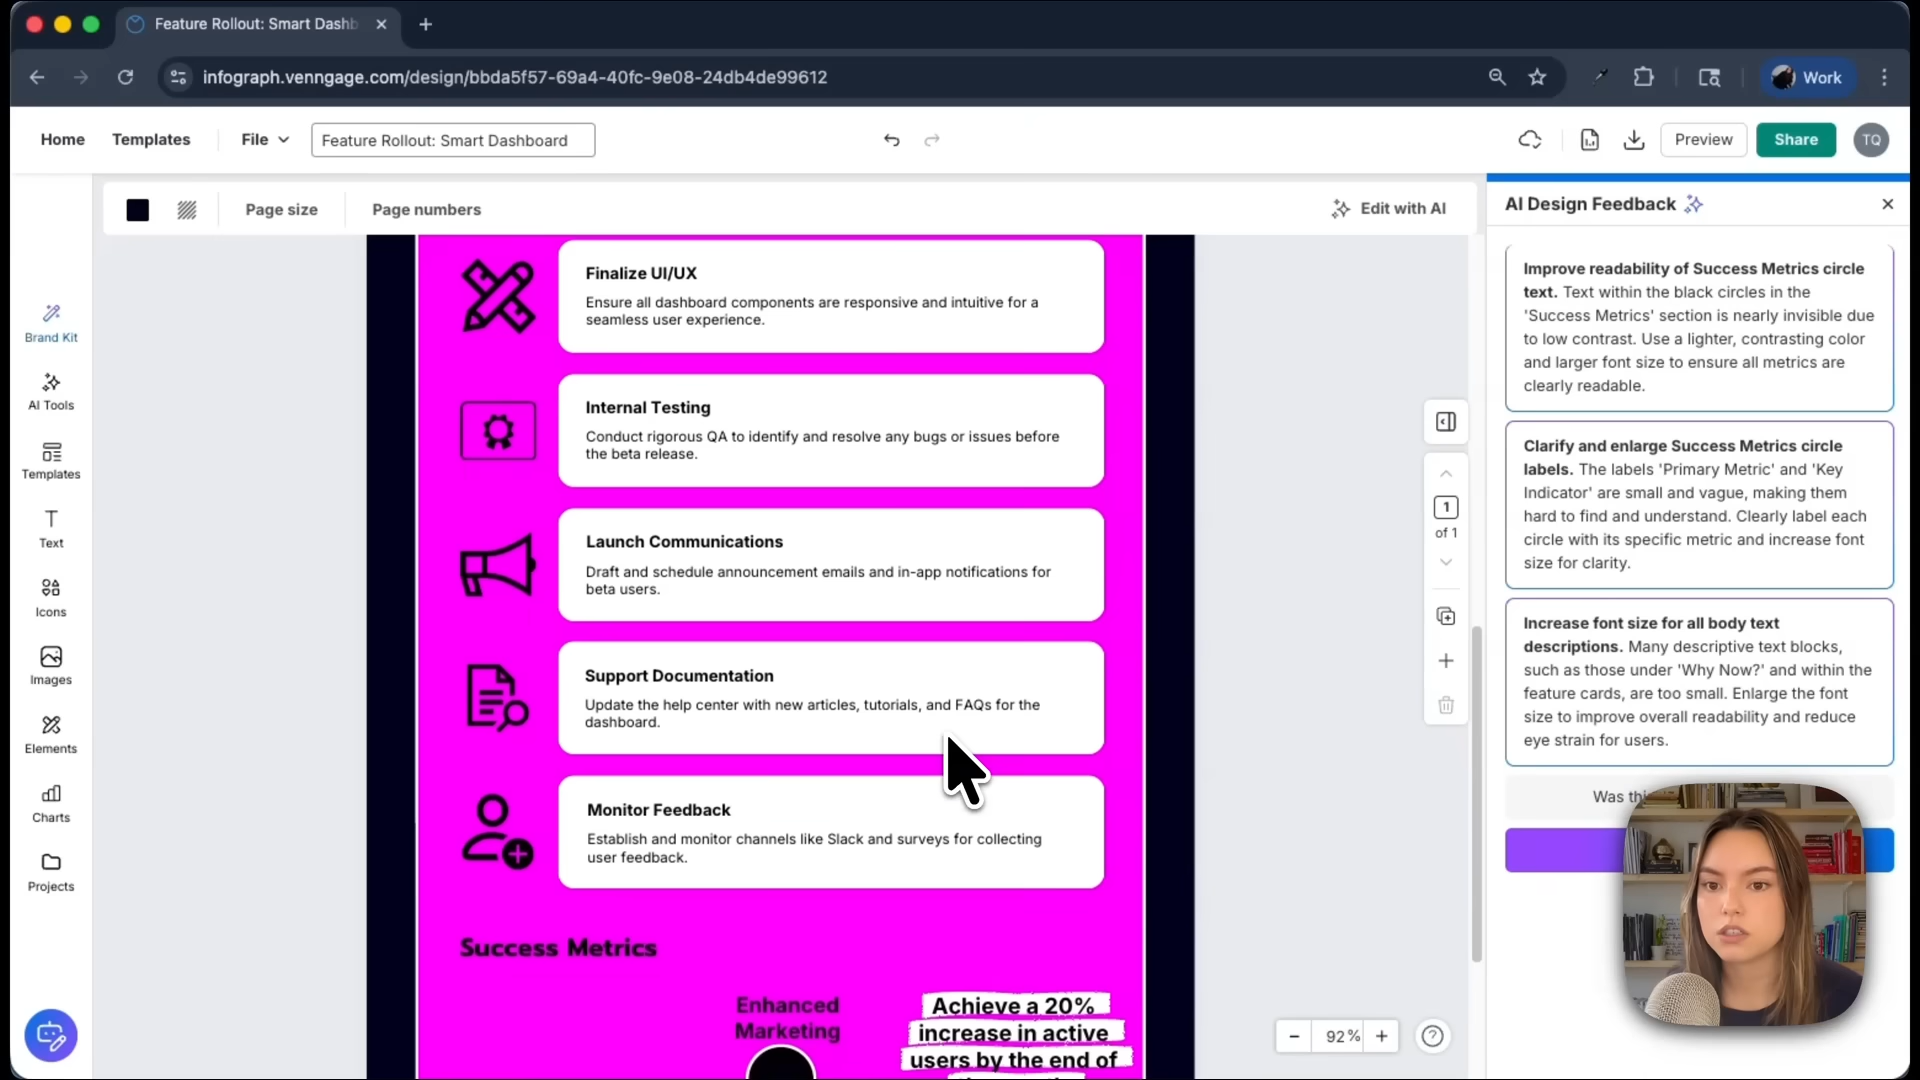 Feature Rollout: Smart Dashb
infograph.venngage.com/design/bbda5f57-69a4-40fc-9e08-24db4de99612
Work
Home
Templates
File
Feature Rollout: Smart Dashboard
Preview
Share
TQ
Page size
Page numbers
Edit with AI
AI Design Feedback
Brand Kit
AI Tools
Templates
Text
Icons
Images
Elements
Charts
Projects
Finalize UI/UX
Ensure all dashboard components are responsive and intuitive for a
seamless user experience.
Internal Testing
Conduct rigorous QA to identify and resolve any bugs or issues before
the beta release.
Launch Communications
Draft and schedule announcement emails and in-app notifications for
beta users.
Support Documentation
Update the help center with new articles, tutorials, and FAQs for the
dashboard.
Monitor Feedback
Establish and monitor channels like Slack and surveys for collecting
user feedback.
Success Metrics
Enhanced
Marketing
Achieve a 20%
increase in active
users by the end of
1
of 1
92%
Improve readability of Success Metrics circle
text. Text within the black circles in the
'Success Metrics' section is nearly invisible due
to low contrast. Use a lighter, contrasting color
and larger font size to ensure all metrics are
clearly readable.
Clarify and enlarge Success Metrics circle
labels. The labels 'Primary Metric' and 'Key
Indicator' are small and vague, making them
hard to find and understand. Clearly label each
circle with its specific metric and increase font
size for clarity.
Increase font size for all body text
descriptions. Many descriptive text blocks,
such as those under 'Why Now?' and within the
feature cards, are too small. Enlarge the font
size to improve overall readability and reduce
eye strain for users.
Was